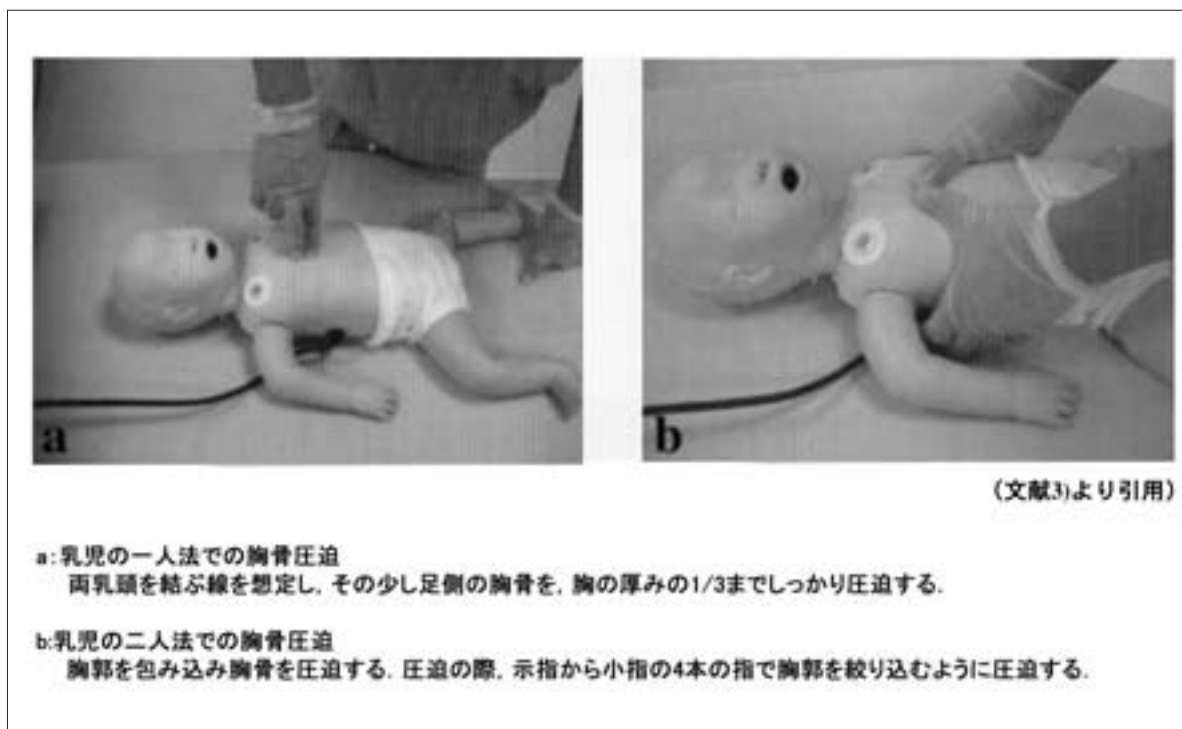 a
b
(文献3)より引用)
a:乳児の一人法での胸骨圧迫
両乳頭を結ぶ線を想定し,その少し足側の胸骨を,胸の厚みの1/3までしっかり圧迫する.
b:乳児の二人法での胸骨圧迫
胸郭を包み込み胸骨を圧迫する.圧迫の際,示指から小指の4本の指で胸郭を絞り込むように圧迫する.